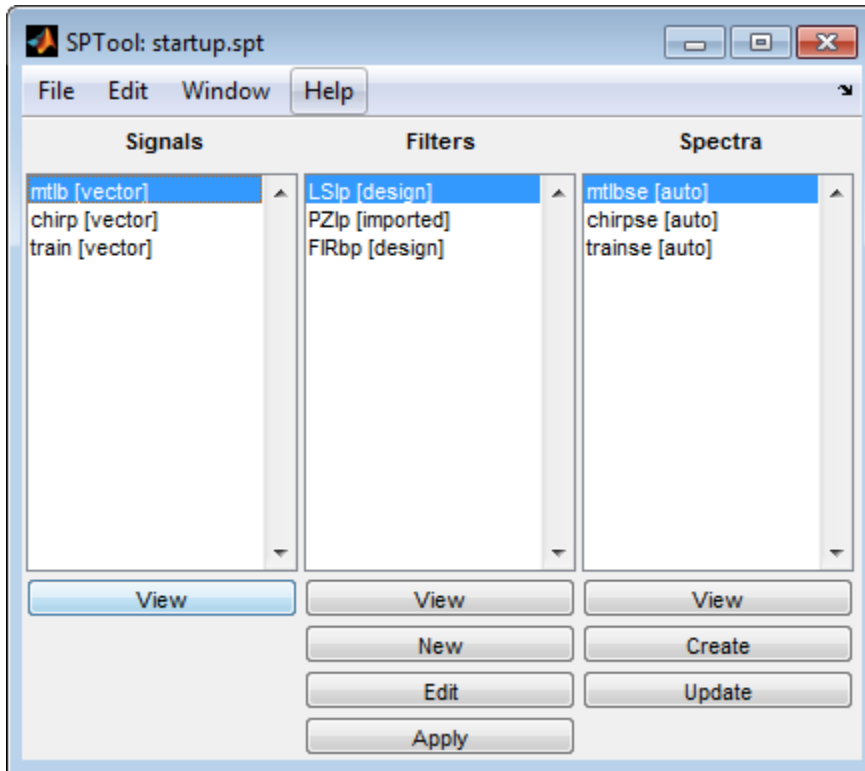 SPTool: startup.spt
File Edit Window Help
Signals Filters Spectra
mtlb [vector] LSlp [design] mtlbse [auto]
chirp [vector] PZlp [imported] chirpse [auto]
train [vector] FIRbp [design] trainse [auto]
View View View
New Create
Edit Update
Apply